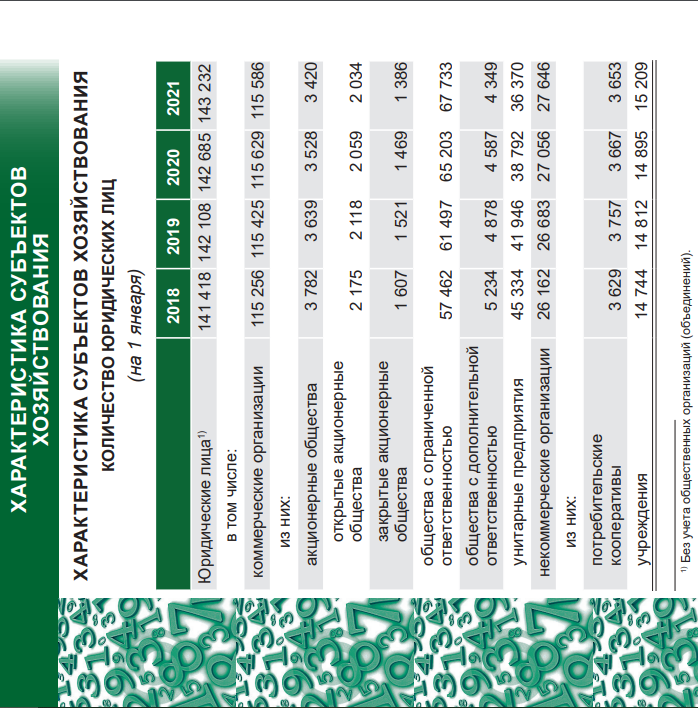 ХАРАКТЕРИСТИКА СУБЪЕКТОВ
ХОЗЯЙСТВОВАНИЯ
ХАРАКТЕРИСТИКА СУБЪЕКТОВ ХОЗЯЙСТВОВАНИЯ
КОЛИЧЕСТВО ЮРИДИЧЕСКИХ ЛИЦ
(на 1 января)
2018 2019 2020 2021
Юридические лица¹⁾ 141 418 142 108 142 685 143 232
в том числе:
коммерческие организации 115 256 115 425 115 629 115 586
из них:
акционерные общества 3 782 3 639 3 528 3 420
открытые акционерные
общества 2 175 2 118 2 059 2 034
закрытые акционерные
общества 1 607 1 521 1 469 1 386
общества с ограниченной
ответственностью 57 462 61 497 65 203 67 733
общества с дополнительной
ответственностью 5 234 4 878 4 587 4 349
унитарные предприятия 45 334 41 946 38 792 36 370
некоммерческие организации 26 162 26 683 27 056 27 646
из них:
потребительские
кооперативы 3 629 3 757 3 667 3 653
учреждения 14 744 14 812 14 895 15 209
¹⁾ Без учета общественных организаций (объединений).